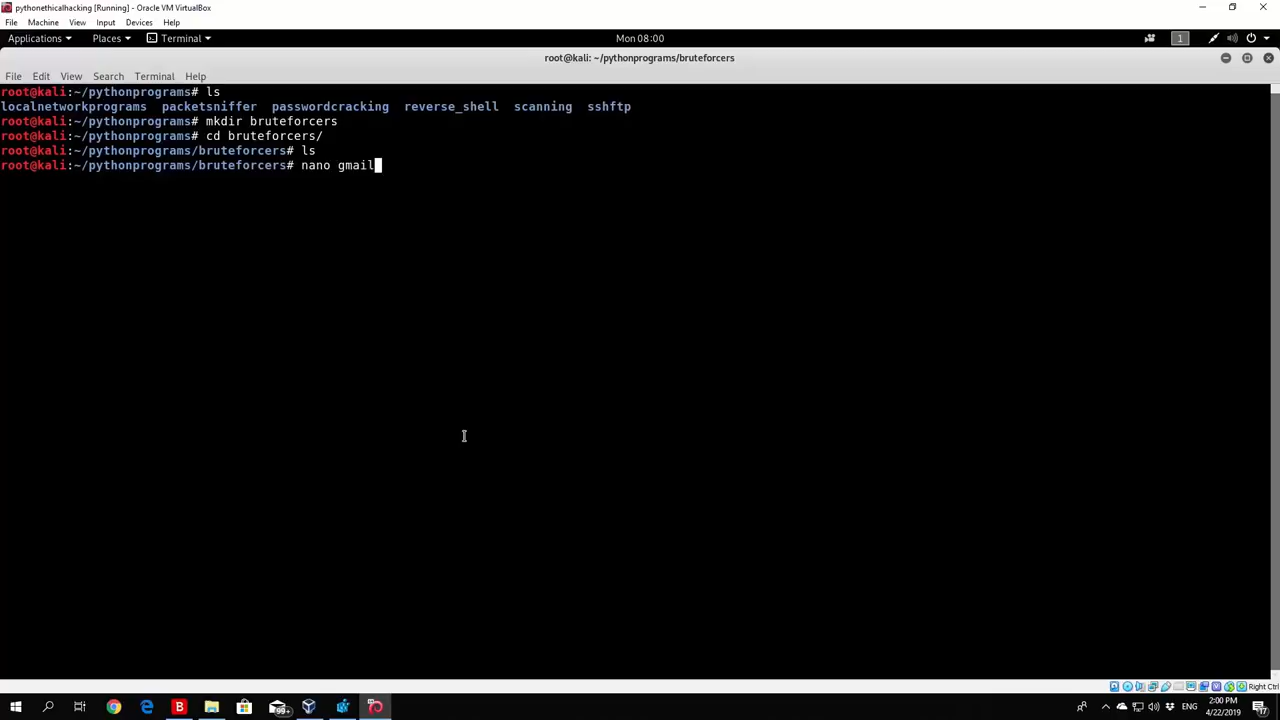 pythonethicalhacking [Running] - Oracle VM VirtualBox
File Machine View Input Devices Help
Applications Places Terminal Mon 08:00 1
root@kali: ~/pythonprograms/bruteforcers
File Edit View Search Terminal Help
root@kali:~/pythonprograms# ls
localnetworkprograms packetsniffer passwordcracking reverse_shell scanning sshftp
root@kali:~/pythonprograms# mkdir bruteforcers
root@kali:~/pythonprograms# cd bruteforcers/
root@kali:~/pythonprograms/bruteforcers# ls
root@kali:~/pythonprograms/bruteforcers# nano gmail
Right Ctrl
B 99+ ENG 2:00 PM
4/22/2019 17